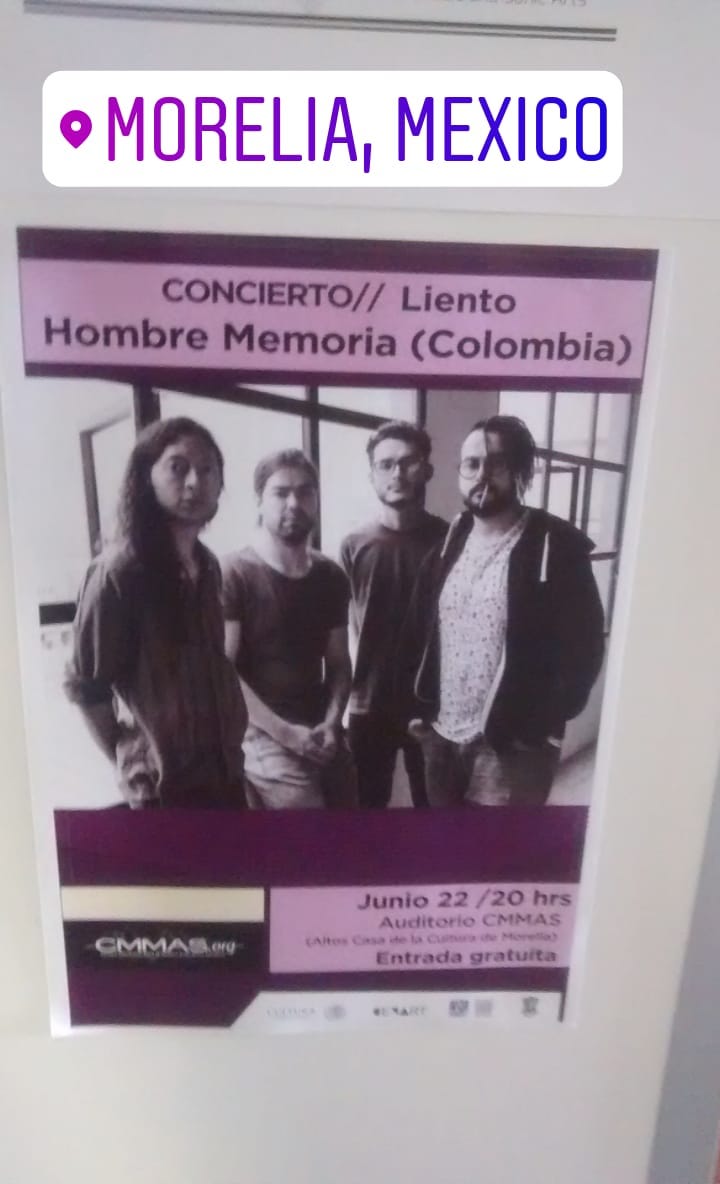 MORELIA, MEXICO
CONCIERTO// Liento
Hombre Memoria (Colombia)
Junio 22 /20 hrs
Auditorio CMMAS
(Altos Casa de la Cultura de Morelia)
Entrada gratuita
CMMAS.org
CULTURA
CENART